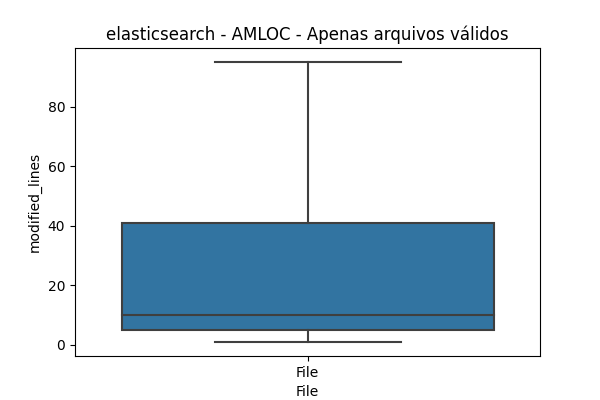 elasticsearch - AMLOC - Apenas arquivos válidos
80
60
40
20
0
modified_lines
File
File